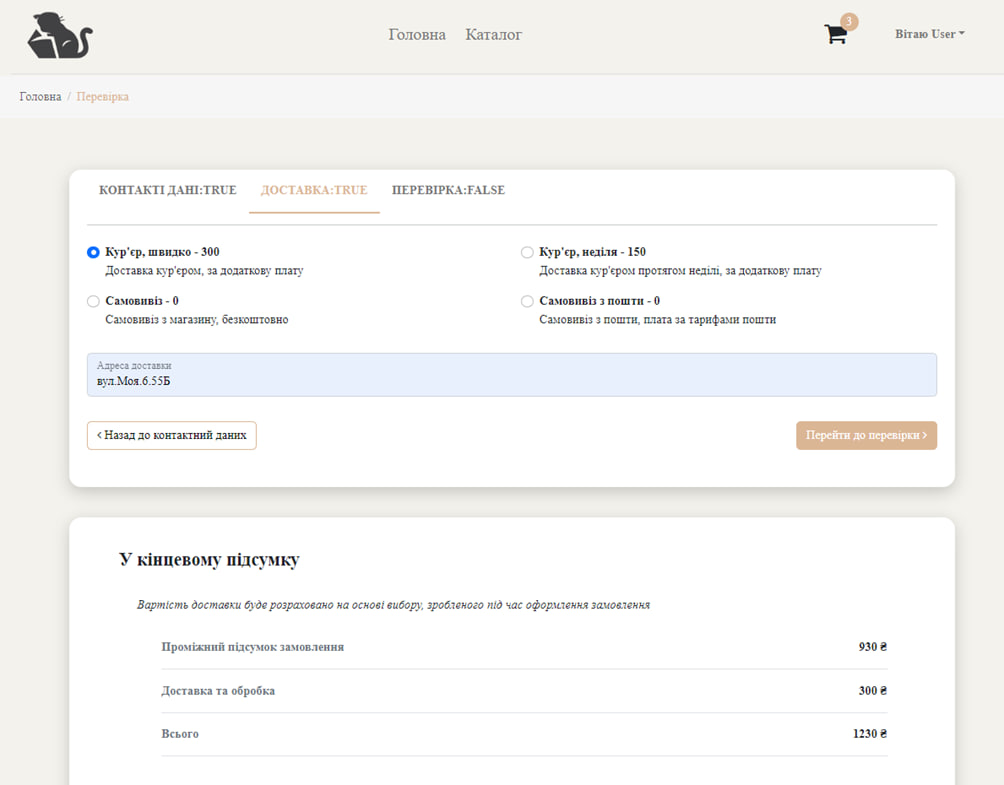 Головна Каталог 3 Вітаю User
Головна / Перевірка
КОНТАКТІ ДАНІ:TRUE ДОСТАВКА:TRUE ПЕРЕВІРКА:FALSE
Кур'єр, швидко - 300
Доставка кур'єром, за додаткову плату
Кур'єр, неділя - 150
Доставка кур'єром протягом неділі, за додаткову плату
Самовивіз - 0
Самовивіз з магазину, безкоштовно
Самовивіз з пошти - 0
Самовивіз з пошти, плата за тарифами пошти
Адреса доставки
вул.Моя.6.55Б
‹ Назад до контактний даних
Перейти до перевірки ›
У кінцевому підсумку
Вартість доставки буде розраховано на основі вибору, зробленого під час оформлення замовлення
Проміжний підсумок замовлення 930 ₴
Доставка та обробка 300 ₴
Всього 1230 ₴